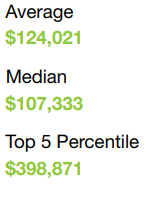 Average
$124,021
Median
$107,333
Top 5 Percentile
$398,871